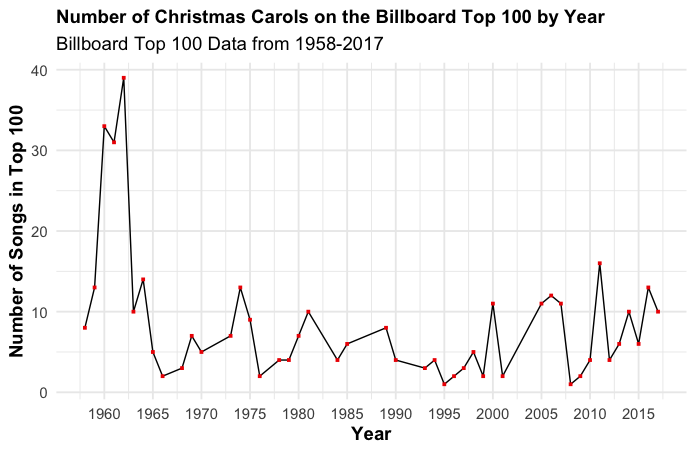 Number of Christmas Carols on the Billboard Top 100 by Year
Billboard Top 100 Data from 1958-2017
Number of Songs in Top 100
40
30
20
10
0
1960 1965 1970 1975 1980 1985 1990 1995 2000 2005 2010 2015
Year